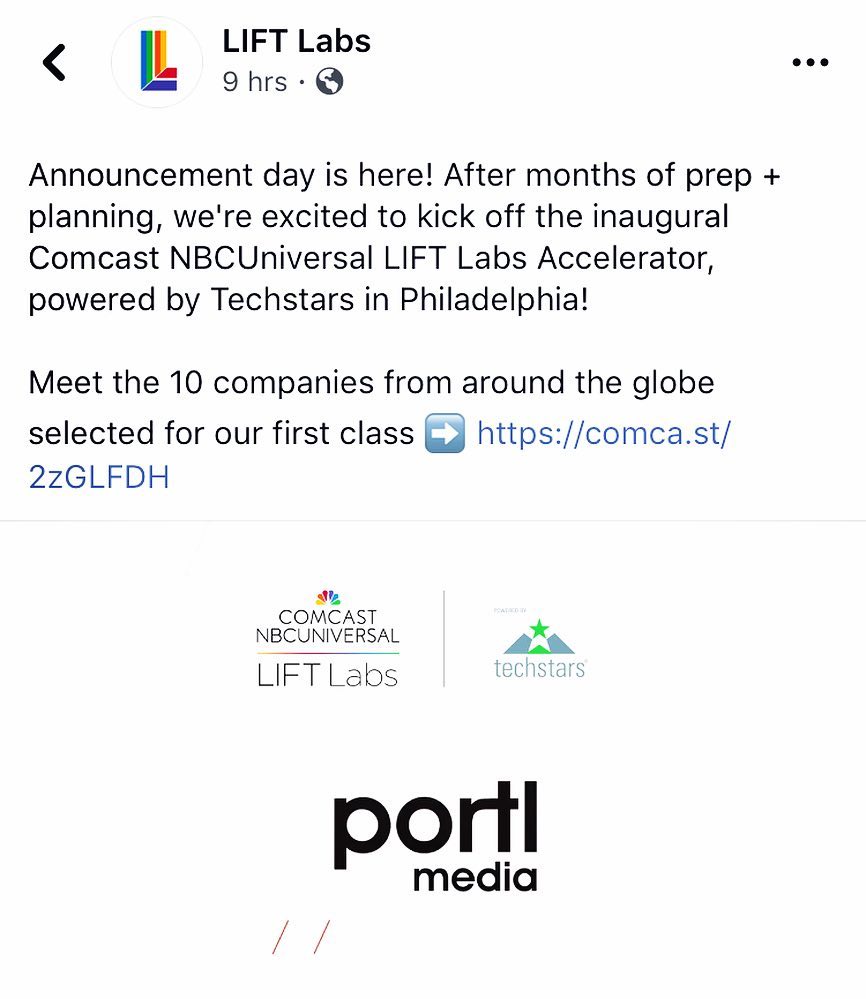 LIFT Labs
9 hrs ·
Announcement day is here! After months of prep +
planning, we're excited to kick off the inaugural
Comcast NBCUniversal LIFT Labs Accelerator,
powered by Techstars in Philadelphia!
Meet the 10 companies from around the globe
selected for our first class ➡️ https://comca.st/
2zGLFDH
COMCAST
NBCUNIVERSAL
LIFT Labs
POWERED BY
techstars
portl
media